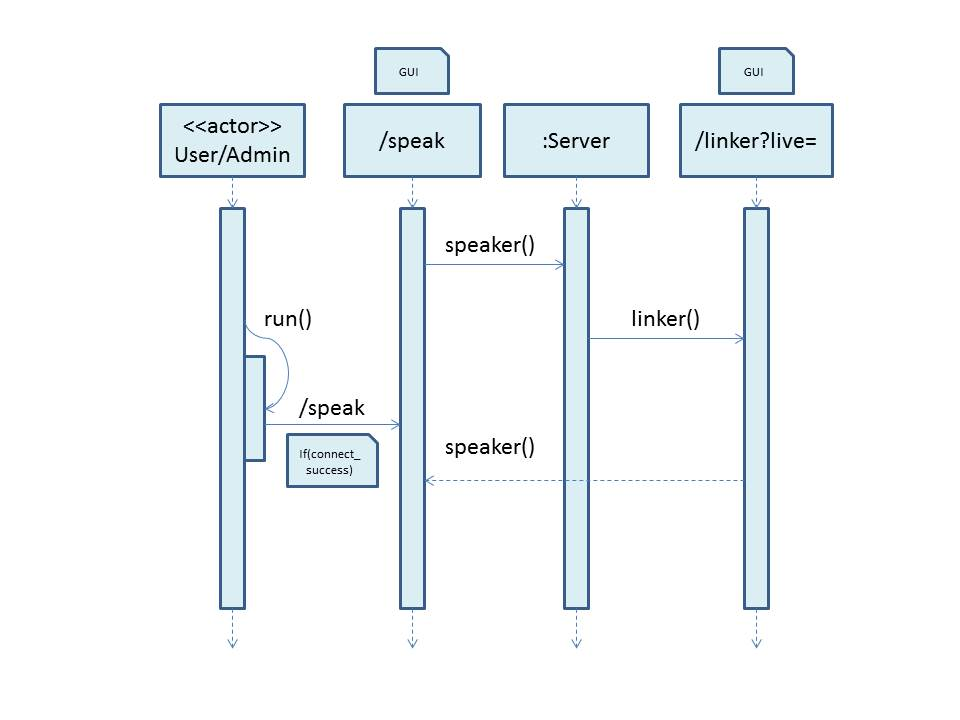 GUI
GUI
<<actor>>
User/Admin
/speak
:Server
/linker?live=
speaker()
run()
linker()
/speak
speaker()
If(connect_
success)